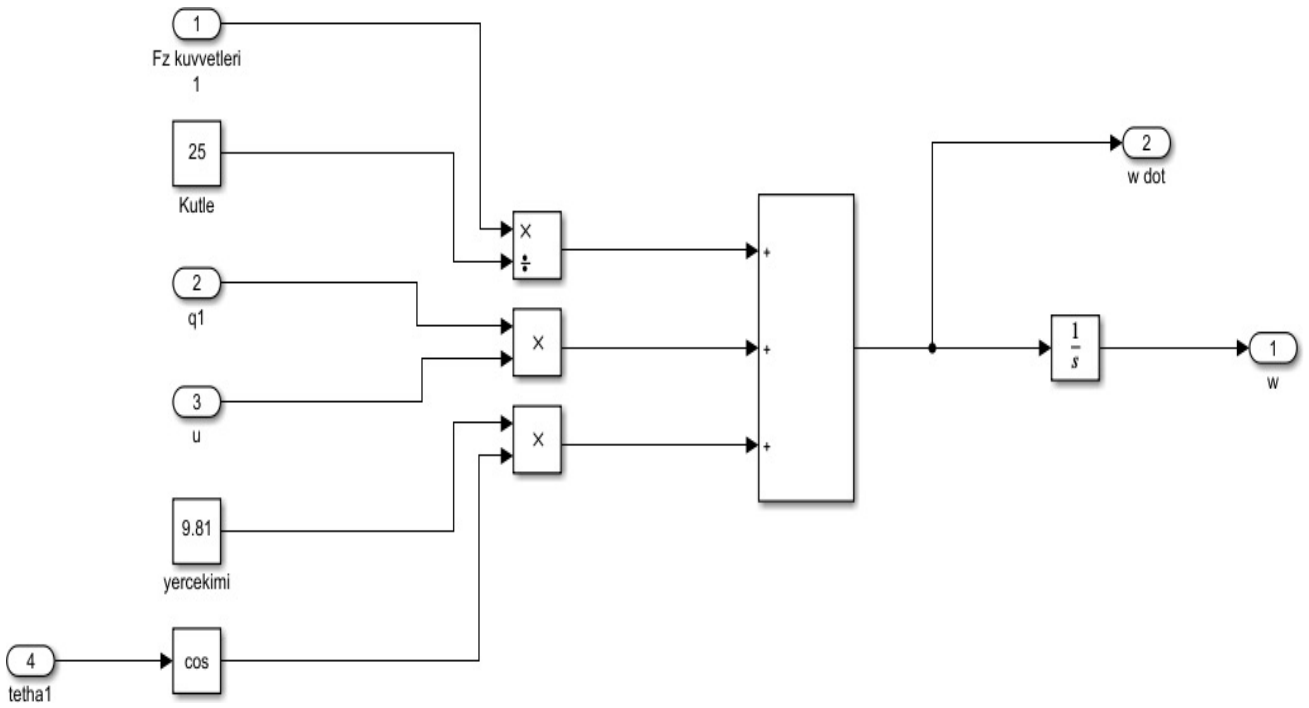 1
Fz kuvvetleri
1
25
Kutle
2
q1
3
u
9.81
yercekimi
4
tetha1
cos
×
÷
×
×
+
+
+
2
w dot
1
s
1
w